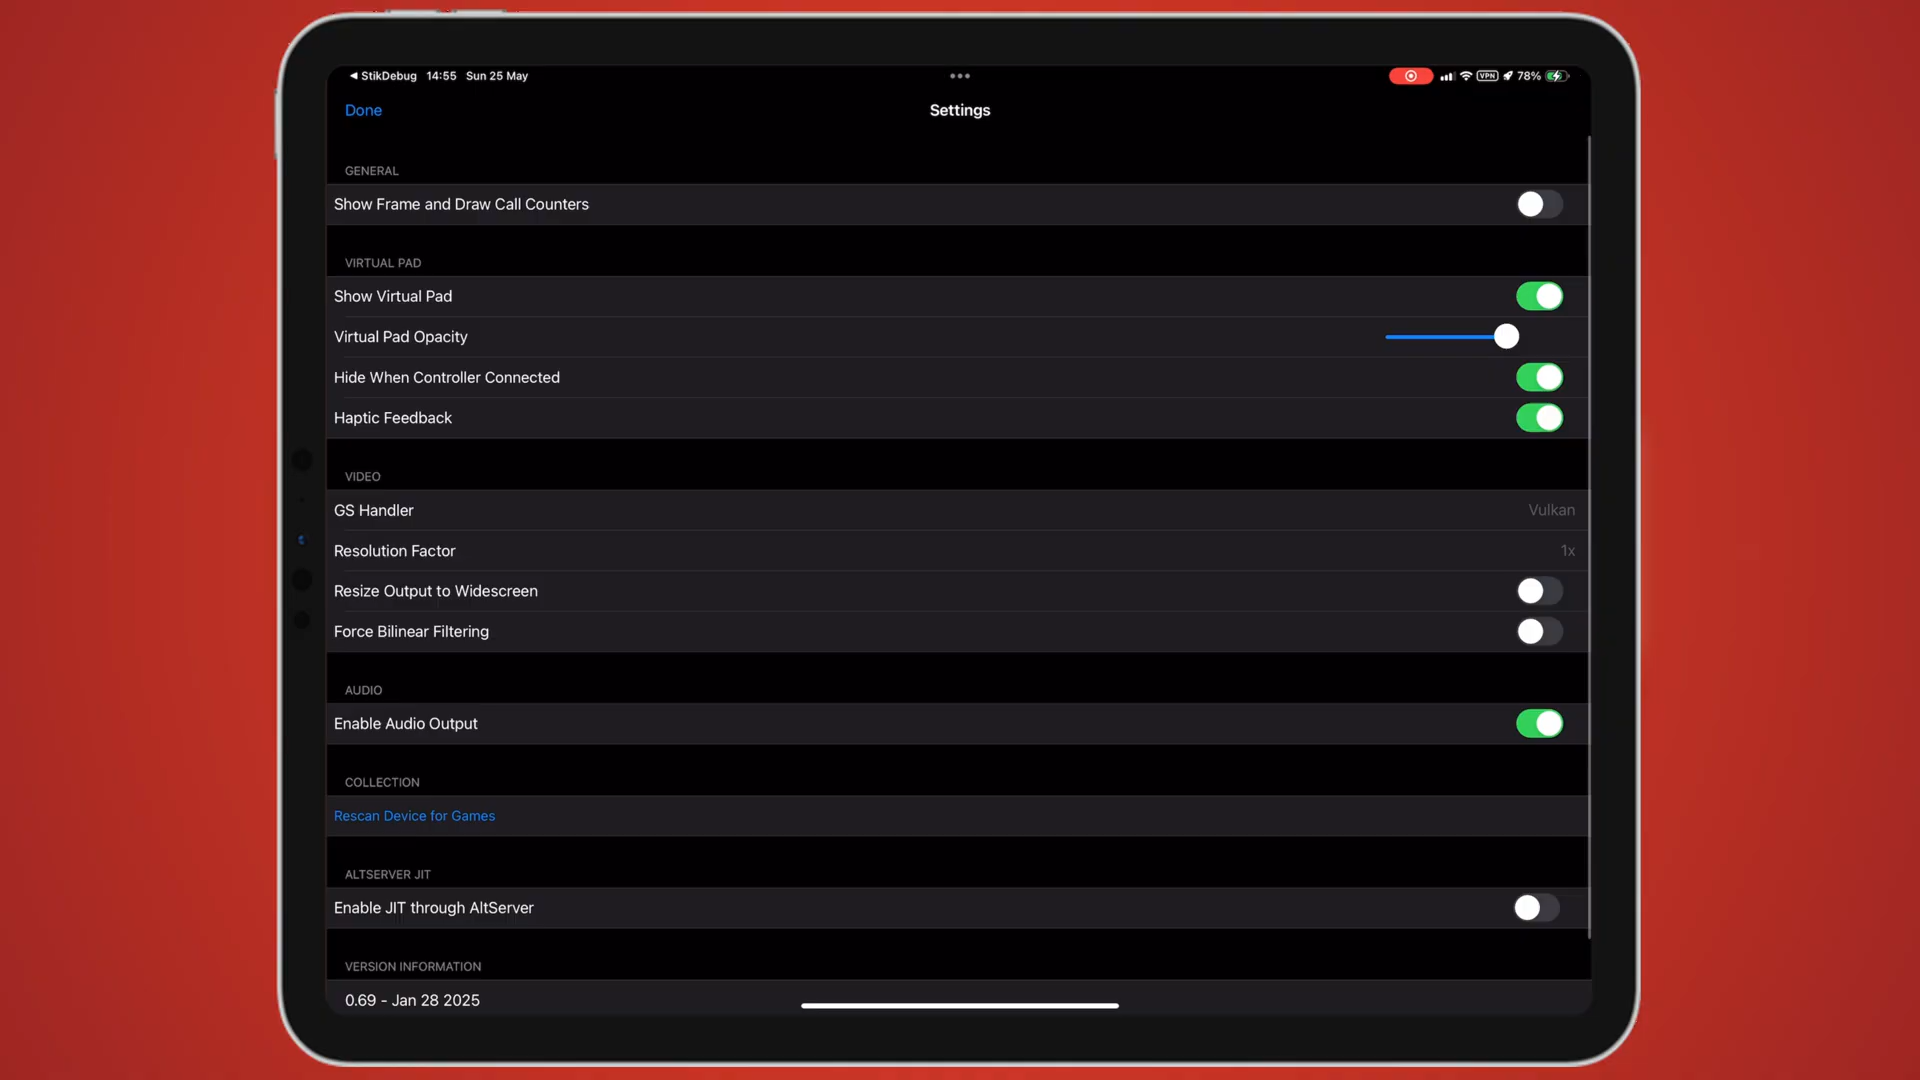 StikDebug 14:55 Sun 25 May
VPN 78%
Done
Settings
GENERAL
Show Frame and Draw Call Counters
VIRTUAL PAD
Show Virtual Pad
Virtual Pad Opacity
Hide When Controller Connected
Haptic Feedback
VIDEO
GS Handler Vulkan
Resolution Factor 1x
Resize Output to Widescreen
Force Bilinear Filtering
AUDIO
Enable Audio Output
COLLECTION
Rescan Device for Games
ALTSERVER JIT
Enable JIT through AltServer
VERSION INFORMATION
0.69 - Jan 28 2025